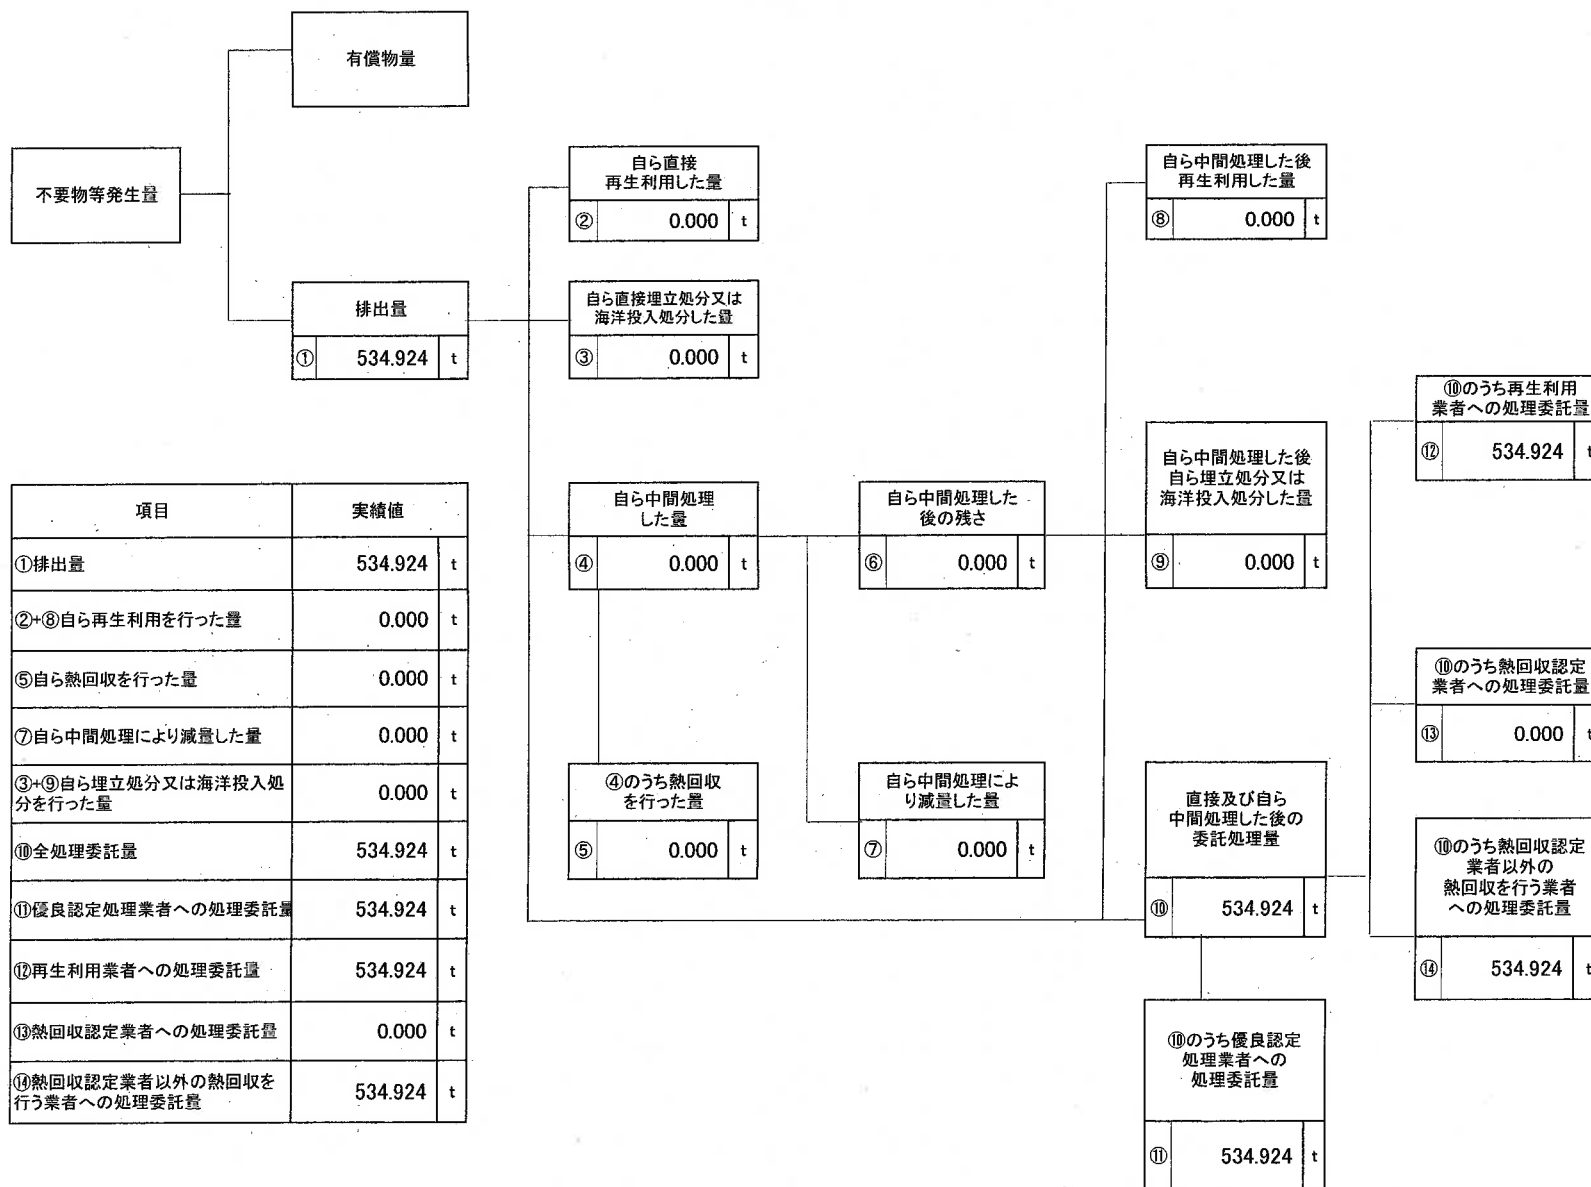 有償物量
不要物等発生量
排出量
① 534.924 t
自ら直接
再生利用した量
② 0.000 t
自ら直接埋立処分又は
海洋投入処分した量
③ 0.000 t
自ら中間処理
した量
④ 0.000 t
④のうち熱回収
を行った量
⑤ 0.000 t
自ら中間処理した
後の残さ
⑥ 0.000 t
自ら中間処理によ
り減量した量
⑦ 0.000 t
自ら中間処理した後
再生利用した量
⑧ 0.000 t
自ら中間処理した後
自ら埋立処分又は
海洋投入処分した量
⑨ 0.000 t
直接及び自ら
中間処理した後の
委託処理量
⑩ 534.924 t
⑩のうち優良認定
処理業者への
処理委託量
⑪ 534.924 t
⑩のうち再生利用
業者への処理委託量
⑫ 534.924 t
⑩のうち熱回収認定
業者への処理委託量
⑬ 0.000 t
⑩のうち熱回収認定
業者以外の
熱回収を行う業者
への処理委託量
⑭ 534.924 t
項目 実績値
①排出量 534.924 t
②+⑧自ら再生利用を行った量 0.000 t
⑤自ら熱回収を行った量 0.000 t
⑦自ら中間処理により減量した量 0.000 t
③+⑨自ら埋立処分又は海洋投入処
分を行った量 0.000 t
⑩全処理委託量 534.924 t
⑪優良認定処理業者への処理委託量 534.924 t
⑫再生利用業者への処理委託量 534.924 t
⑬熱回収認定業者への処理委託量 0.000 t
⑭熱回収認定業者以外の熱回収を
行う業者への処理委託量 534.924 t